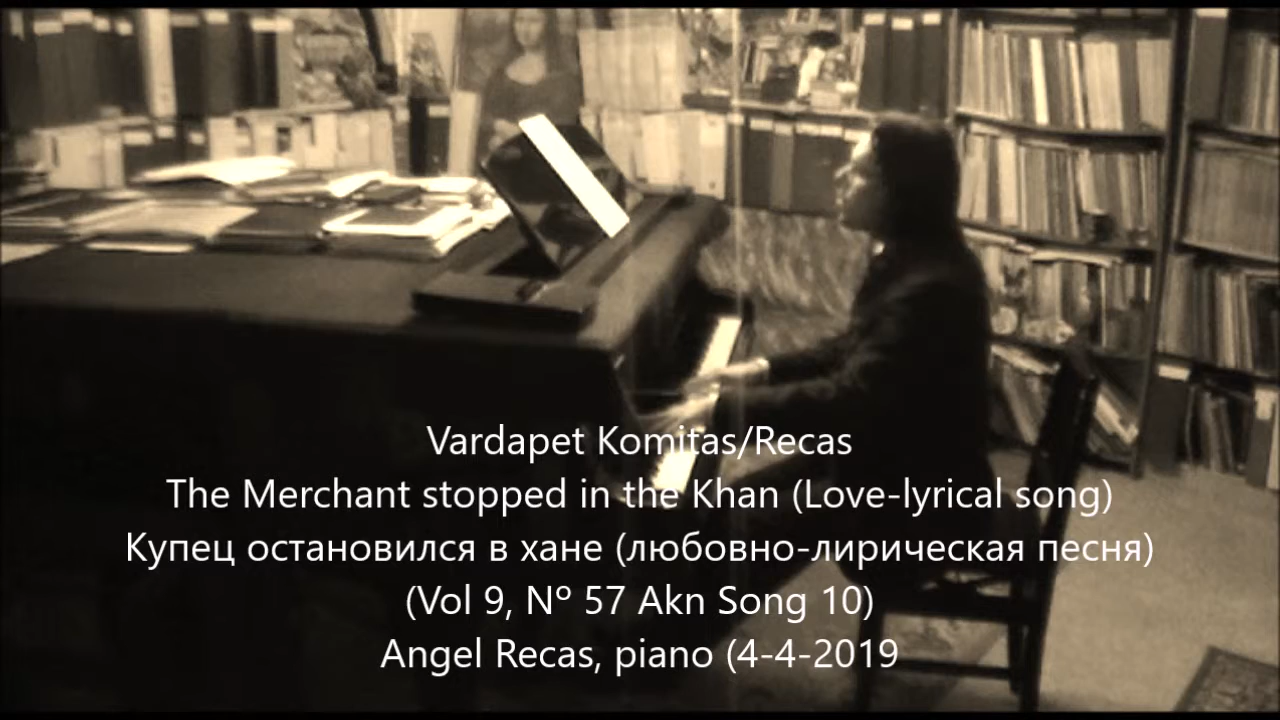 Vardapet Komitas/Recas
The Merchant stopped in the Khan (Love-lyrical song)
Купец остановился в хане (любовно-лирическая песня)
(Vol 9, Nº 57 Akn Song 10)
Angel Recas, piano (4-4-2019